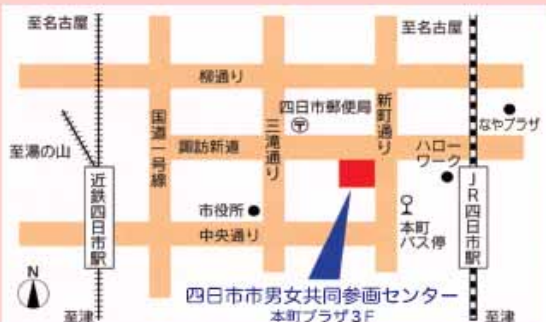 至名古屋
至名古屋
柳通り
四日市郵便局
〒
なやプラザ
国道一号線
三滝通り
新町通り
諏訪新道
ハロー
ワーク
至湯の山
近鉄四日市駅
JR四日市駅
市役所
本町
バス停
中央通り
N
四日市市男女共同参画センター
本町プラザ3F
至津
至津